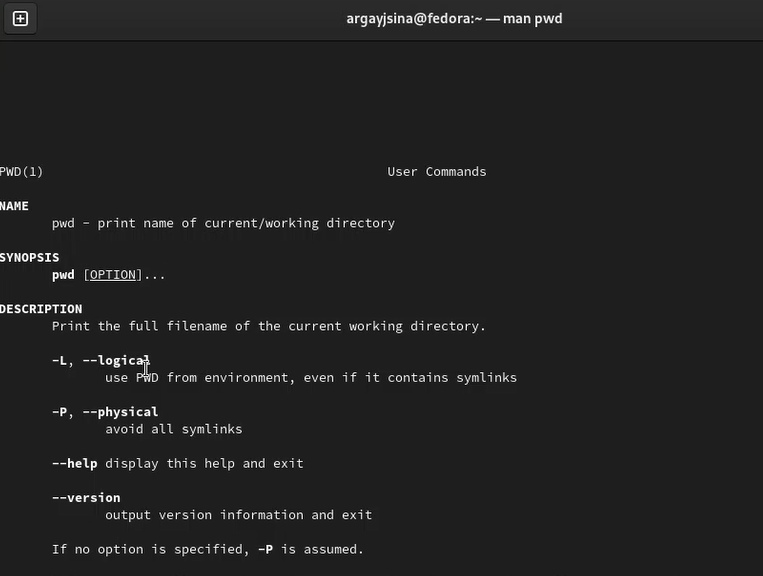 argayjsina@fedora:~ — man pwd
PWD(1) User Commands
NAME
pwd - print name of current/working directory
SYNOPSIS
pwd [OPTION]...
DESCRIPTION
Print the full filename of the current working directory.
-L, --logical
use PWD from environment, even if it contains symlinks
-P, --physical
avoid all symlinks
--help display this help and exit
--version
output version information and exit
If no option is specified, -P is assumed.